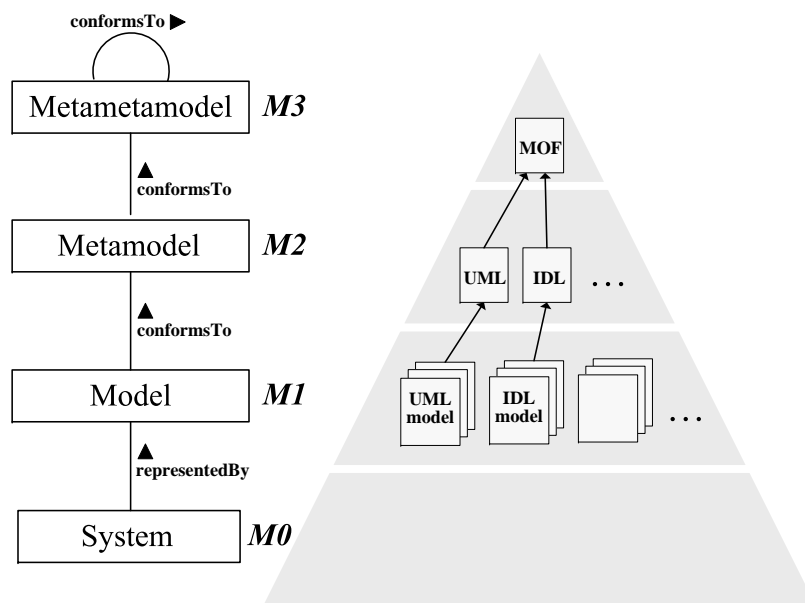 conformsTo ▶
Metametamodel M3
▲
conformsTo
Metamodel M2
▲
conformsTo
Model M1
▲
representedBy
System M0
MOF
UML IDL ...
UML
model
IDL
model
...